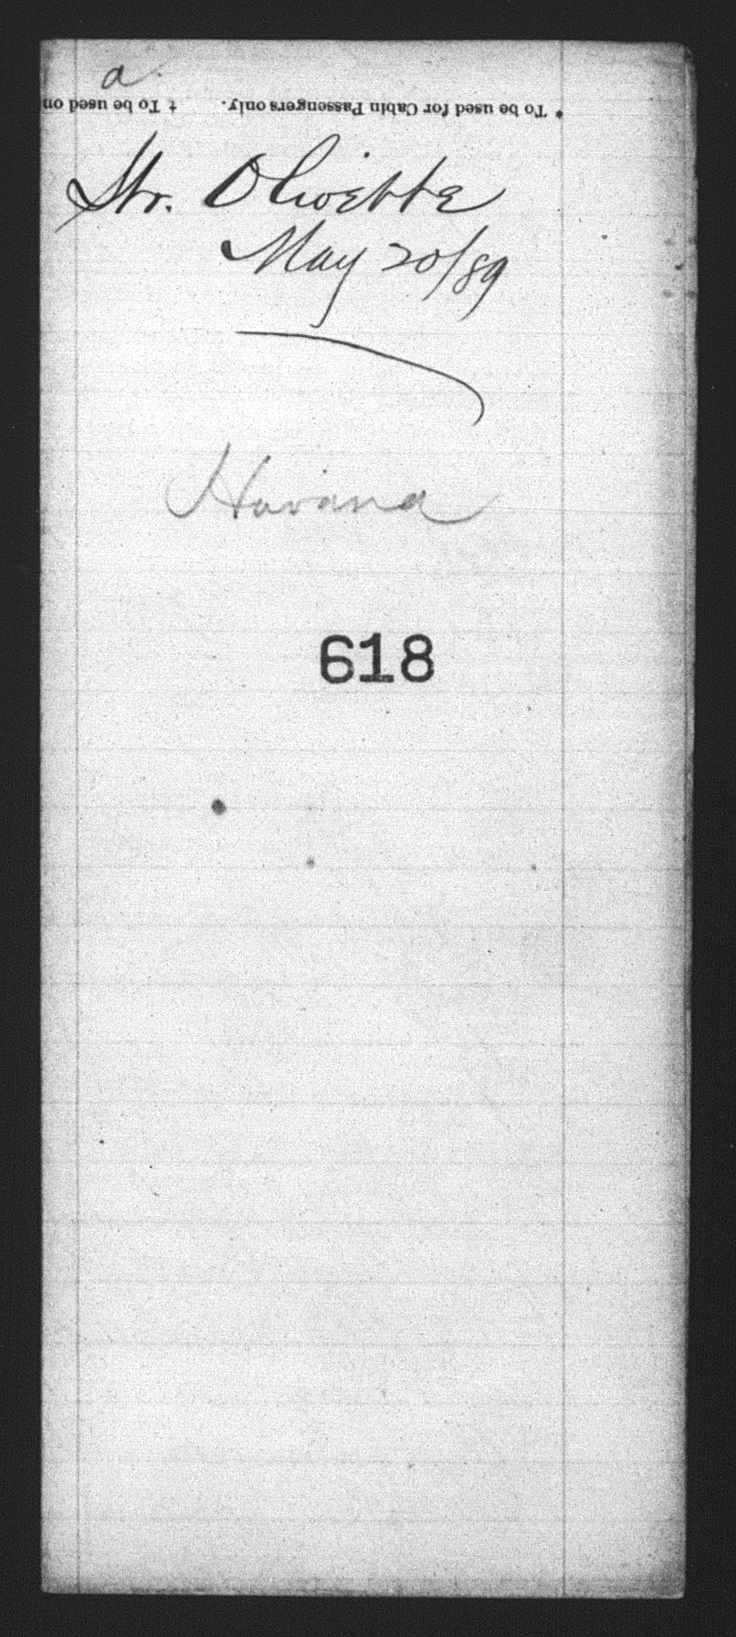 a
* To be used for Cabin Passengers only. † To be used on
Str. Olivette
May 20/89
Havana
618